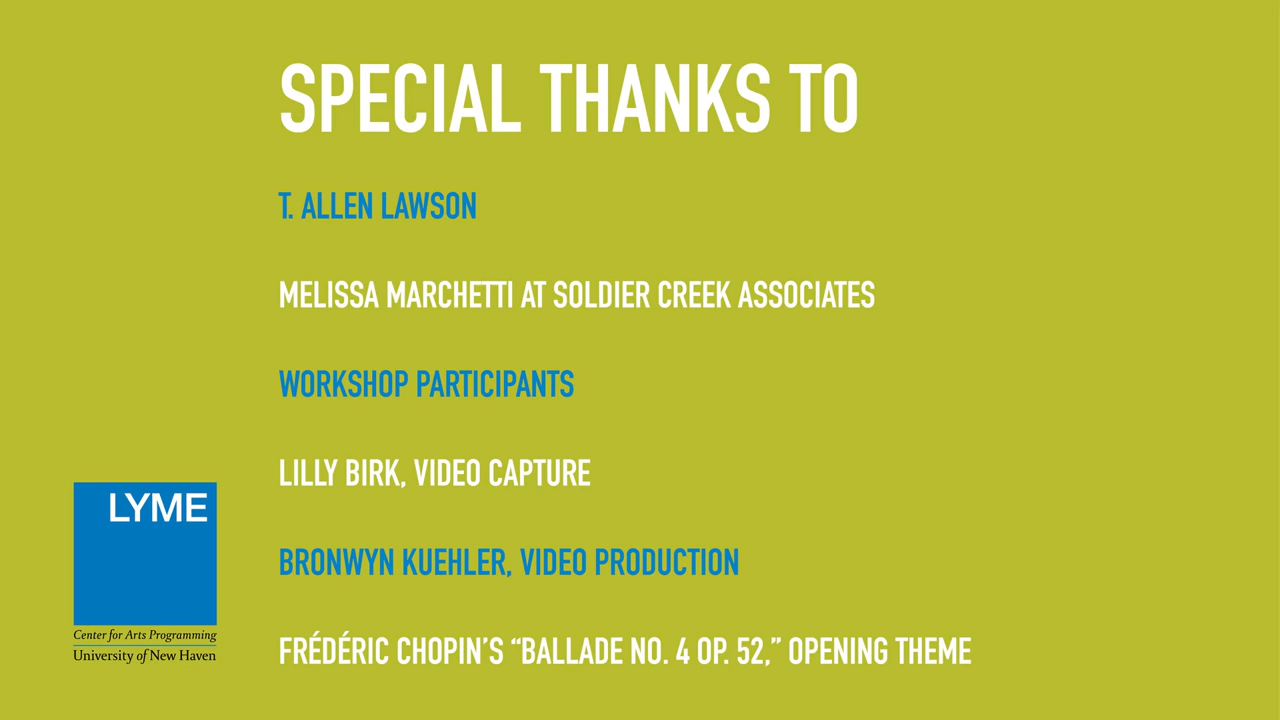 SPECIAL THANKS TO
T. ALLEN LAWSON
MELISSA MARCHETTI AT SOLDIER CREEK ASSOCIATES
WORKSHOP PARTICIPANTS
LILLY BIRK, VIDEO CAPTURE
BRONWYN KUEHLER, VIDEO PRODUCTION
FRÉDÉRIC CHOPIN’S “BALLADE NO. 4 OP. 52,” OPENING THEME
LYME
Center for Arts Programming
University of New Haven